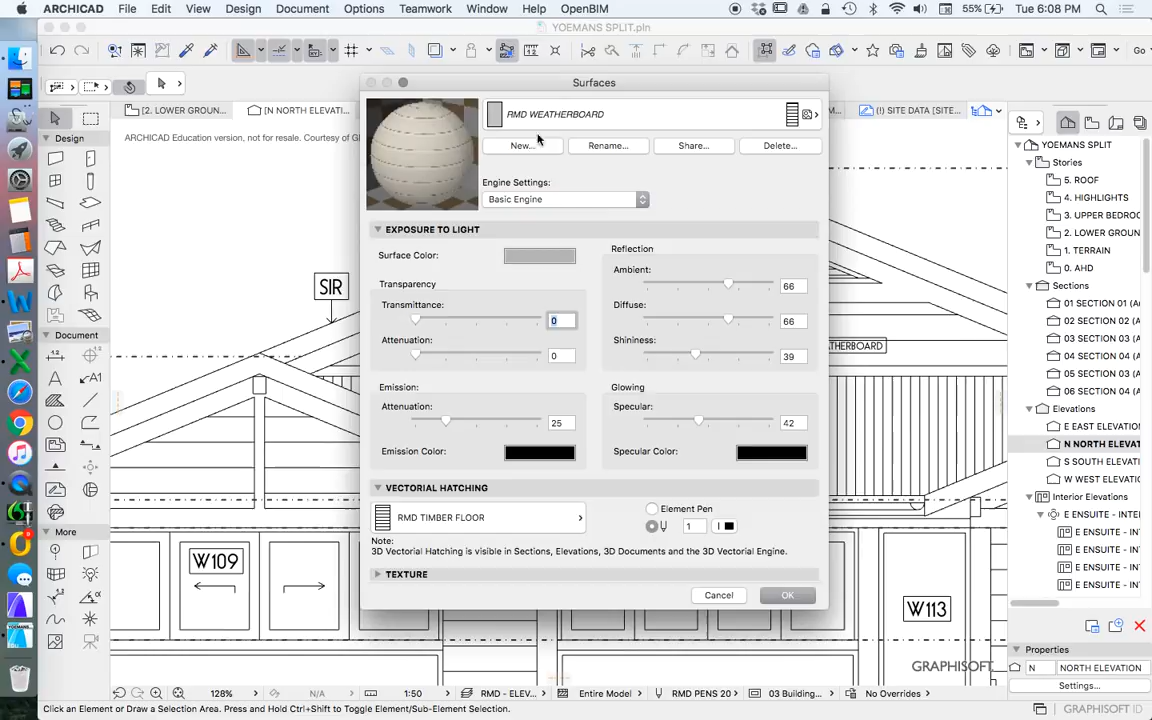 ARCHICAD File Edit View Design Document Options Teamwork Window Help OpenBIM 55% Tue 6:08 PM
YOEMANS SPLIT.pln
Go
[2. LOWER GROUN...
[N NORTH ELEVATI...
(!) SITE DATA [SITE...
ARCHICAD Education version, not for resale. Courtesy of G
Design
Document
More
SIR
W109
W113
ATHERBOARD
Surfaces
RMD WEATHERBOARD
New...
Rename...
Share...
Delete...
Engine Settings:
Basic Engine
EXPOSURE TO LIGHT
Surface Color:
Transparency
Transmittance:
0
Attenuation:
0
Emission:
Attenuation:
25
Emission Color:
Reflection
Ambient:
66
Diffuse:
66
Shininess:
39
Glowing
Specular:
42
Specular Color:
VECTORIAL HATCHING
RMD TIMBER FLOOR
Element Pen
1
Note:
3D Vectorial Hatching is visible in Sections, Elevations, 3D Documents and the 3D Vectorial Engine.
TEXTURE
Cancel
OK
YOEMANS SPLIT
Stories
5. ROOF
4. HIGHLIGHTS
3. UPPER BEDRO
2. LOWER GROUN
1. TERRAIN
0. AHD
Sections
01 SECTION 01 (A
02 SECTION 02 (A
03 SECTION 03 (A
04 SECTION 04 (A
05 SECTION 03 (A
06 SECTION 04 (A
Elevations
E EAST ELEVATION
N NORTH ELEVAT
S SOUTH ELEVATI
W WEST ELEVATI
Interior Elevations
E ENSUITE - INTE
E ENSUITE - INT
E ENSUITE - INT
E ENSUITE - INT
E ENSUITE - INT
Properties
N NORTH ELEVATION
Settings...
GRAPHISOFT.
128%
N/A
1:50
RMD - ELEV...
Entire Model
RMD PENS 20
03 Building...
No Overrides
Click an Element or Draw a Selection Area. Press and Hold Ctrl+Shift to Toggle Element/Sub-Element Selection.
GRAPHISOFT ID